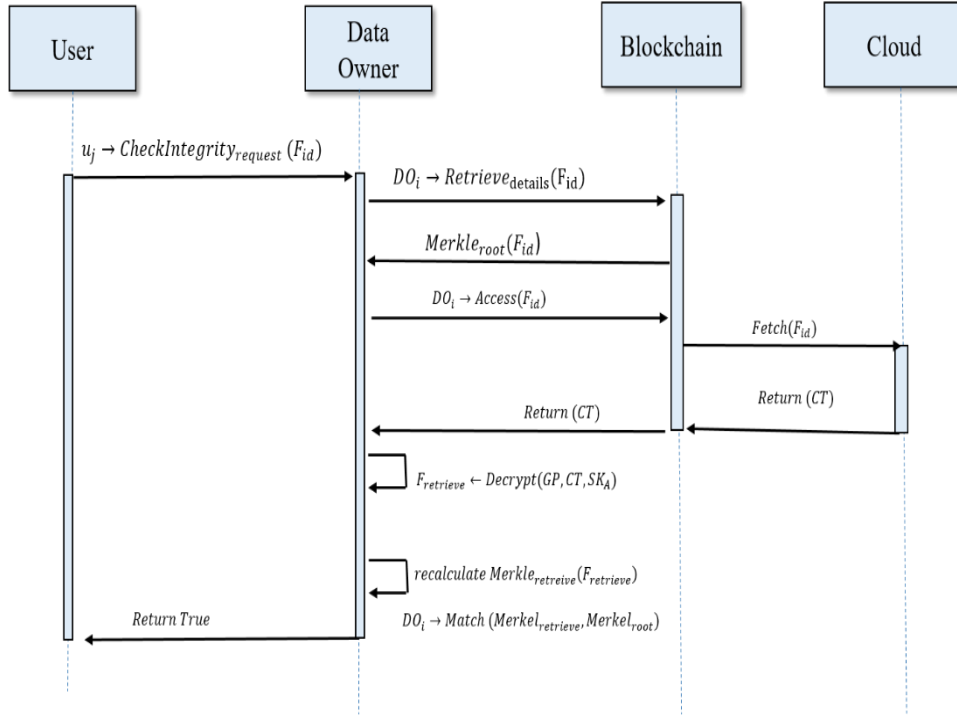 User
Data
Owner
Blockchain
Cloud
u_j → CheckIntegrity_request (F_id)
DO_i → Retrieve_details(F_id)
Merkle_root(F_id)
DO_i → Access(F_id)
Fetch(F_id)
Return (CT)
Return (CT)
F_retrieve ← Decrypt(GP, CT, SK_A)
recalculate Merkle_retreive(F_retrieve)
Return True
DO_i → Match (Merkel_retrieve, Merkel_root)